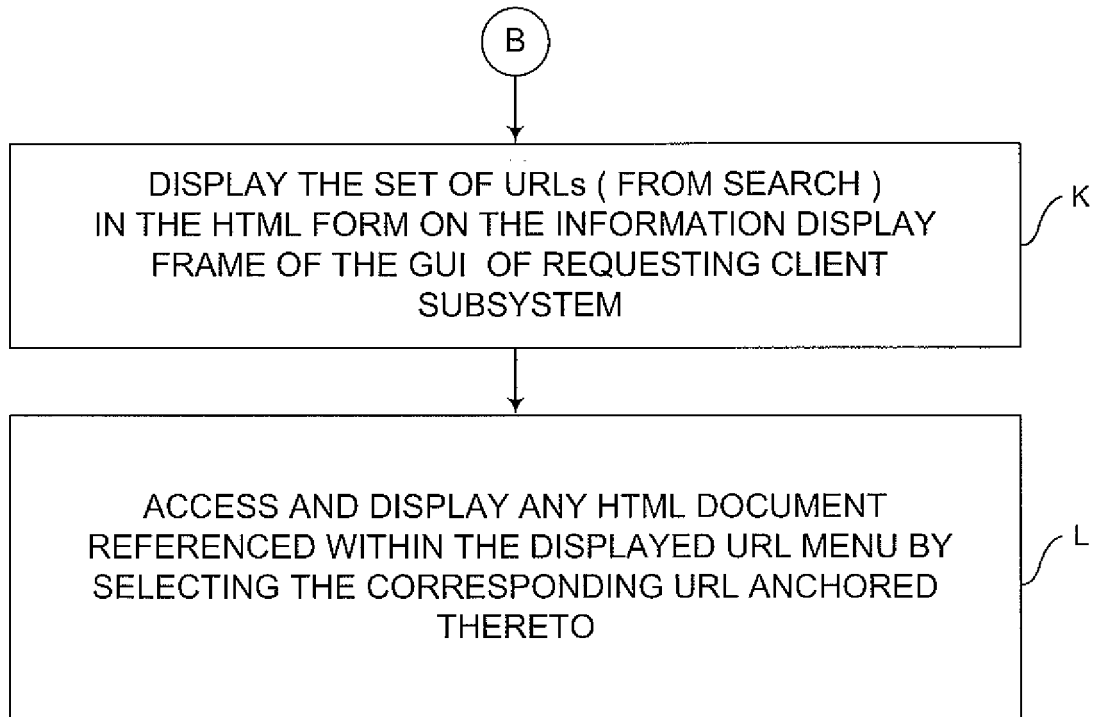 B
DISPLAY THE SET OF URLs ( FROM SEARCH )
IN THE HTML FORM ON THE INFORMATION DISPLAY
FRAME OF THE GUI OF REQUESTING CLIENT
SUBSYSTEM
K
ACCESS AND DISPLAY ANY HTML DOCUMENT
REFERENCED WITHIN THE DISPLAYED URL MENU BY
SELECTING THE CORRESPONDING URL ANCHORED
THERETO
L